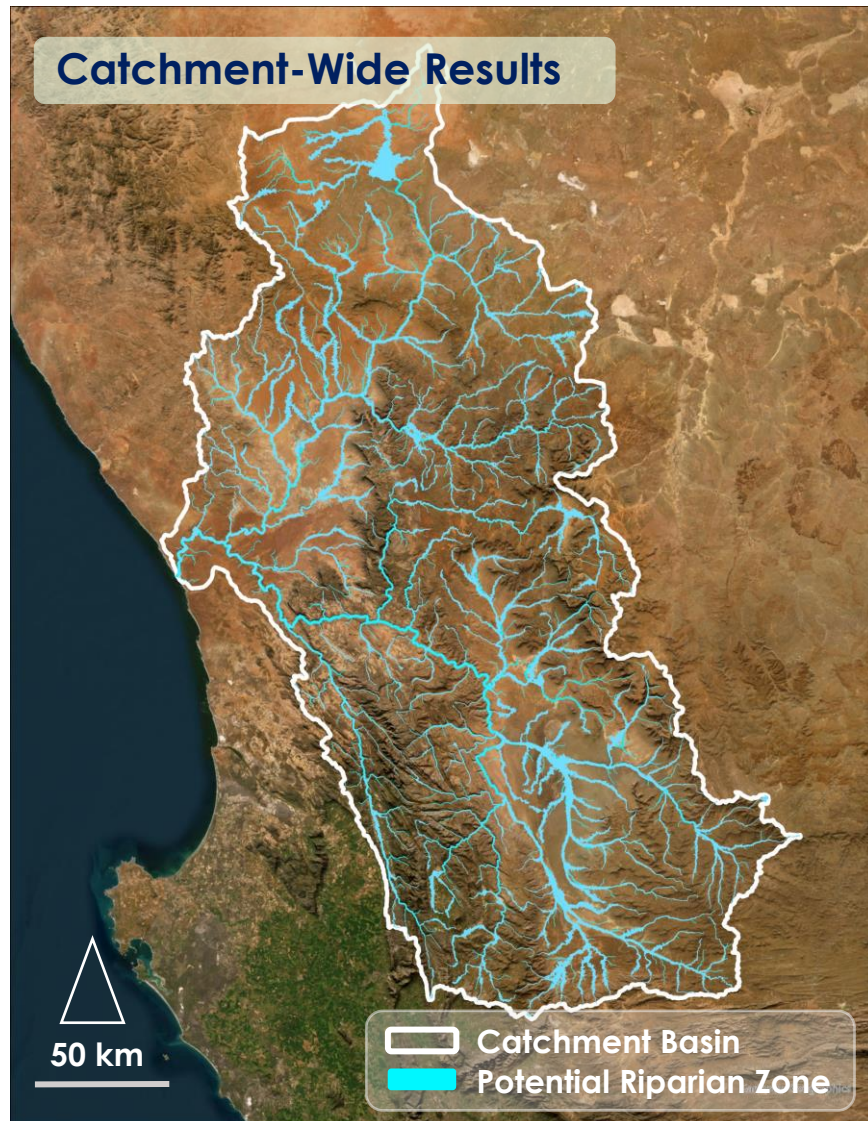 Catchment-Wide Results
50 km
Catchment Basin
Potential Riparian Zone